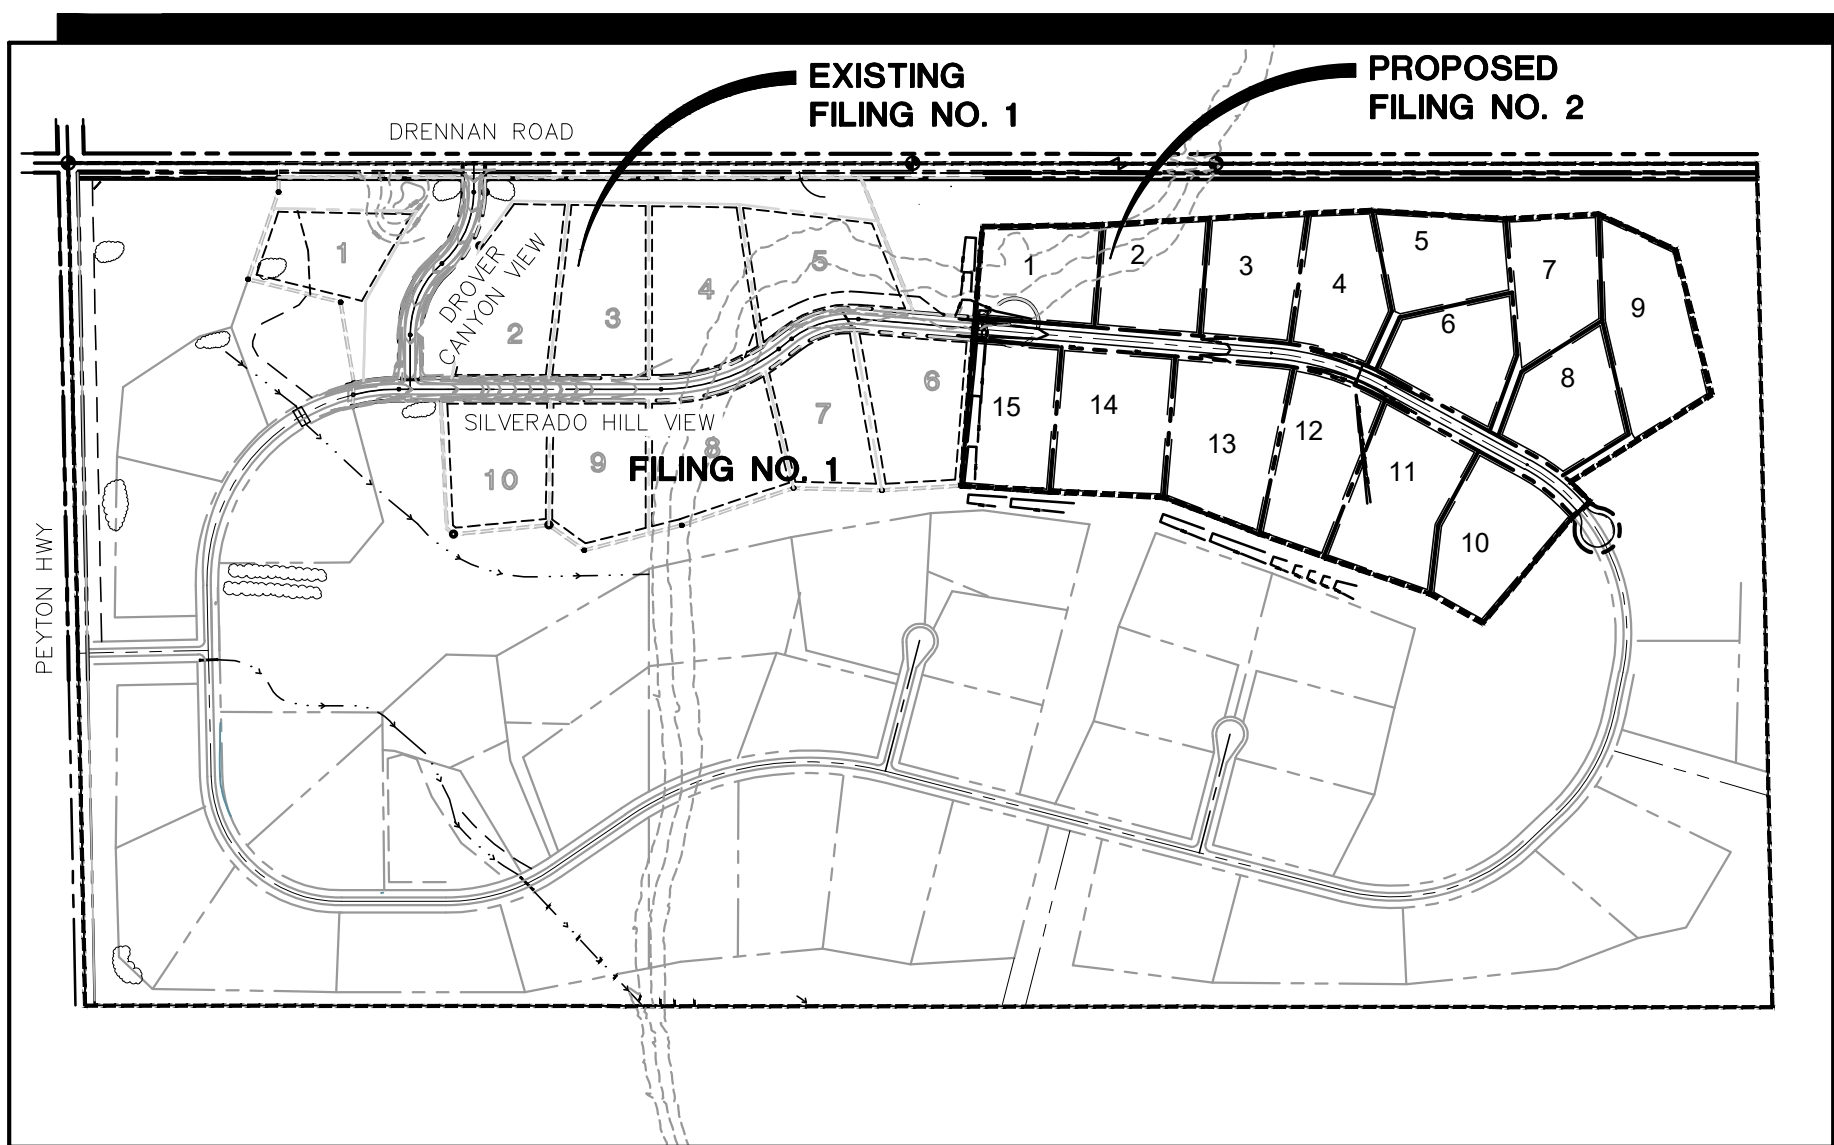 EXISTING
FILING NO. 1
PROPOSED
FILING NO. 2
DRENNAN ROAD
DROVER
CANYON VIEW
1
2
3
4
5
1
2
3
4
5
6
7
8
9
SILVERADO HILL VIEW
FILING NO. 1
10
9
8
7
6
15
14
13
12
11
10
PEYTON HWY